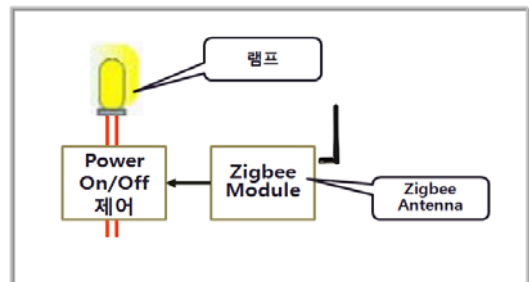 램프
Power
On/Off
제어
Zigbee
Module
Zigbee
Antenna